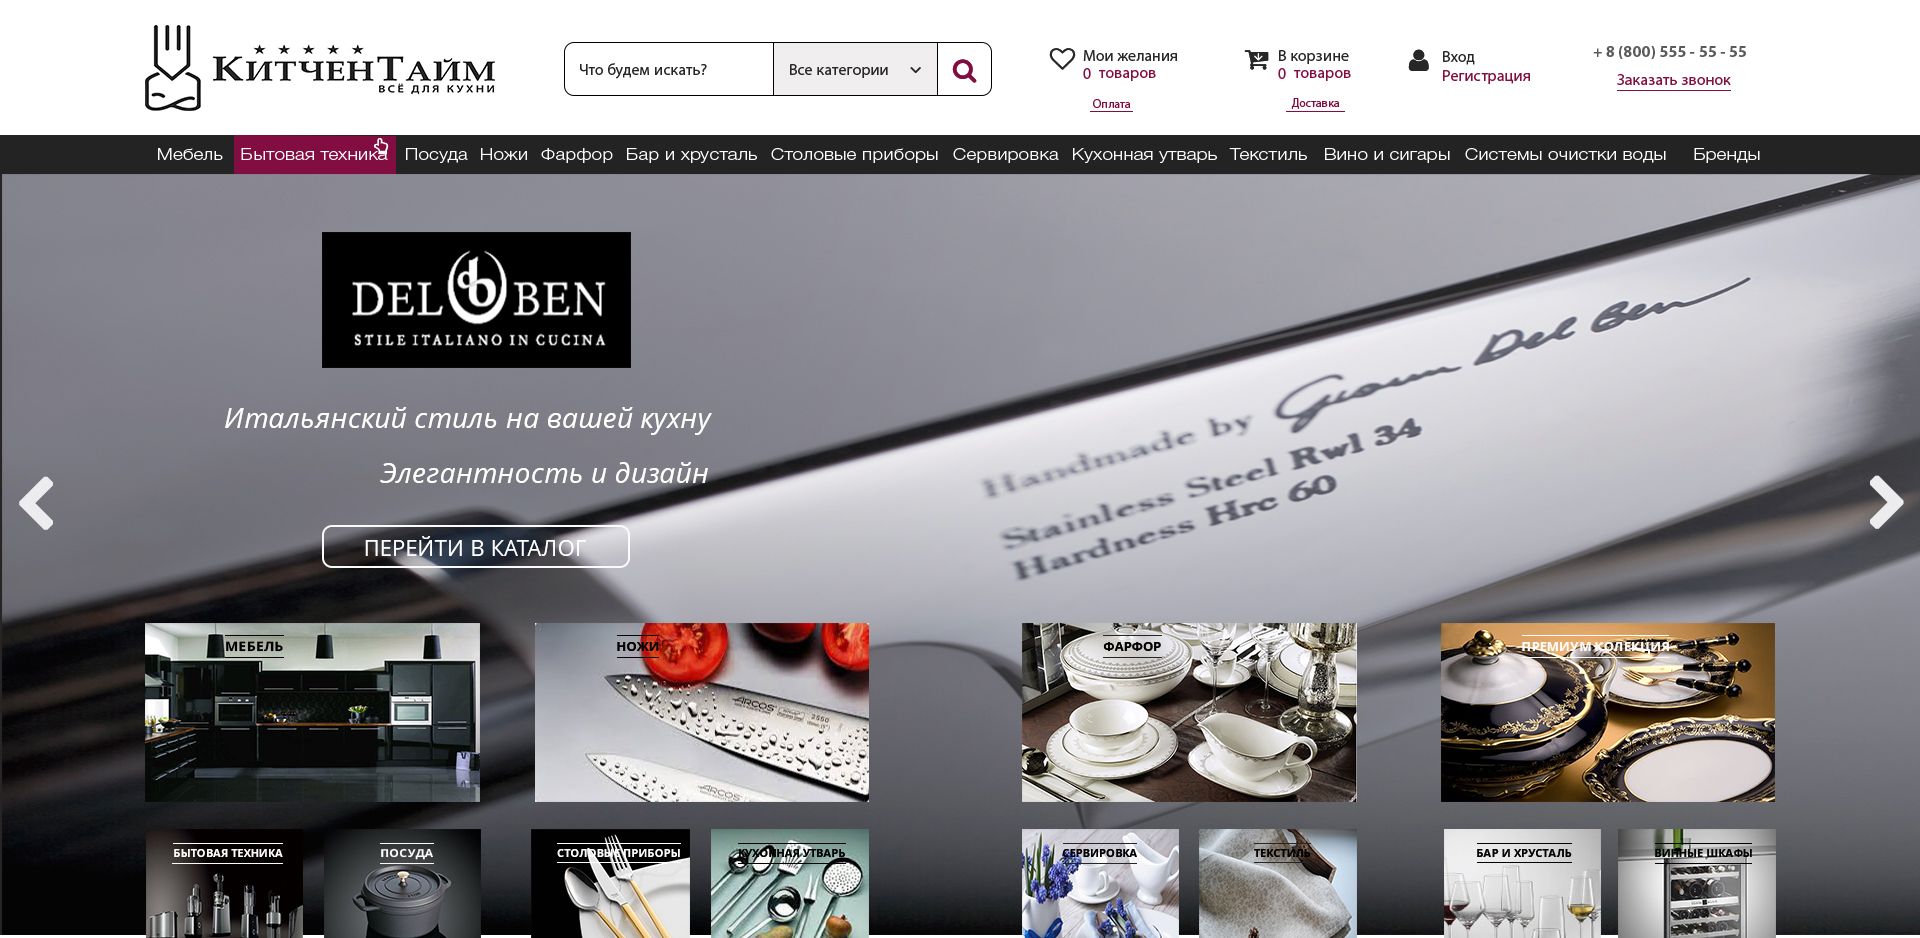 КитченТайм
ВСЁ ДЛЯ КУХНИ
Что будем искать?
Все категории
Мои желания
0 товаров
Оплата
В корзине
0 товаров
Доставка
Вход
Регистрация
+ 8 (800) 555 - 55 - 55
Заказать звонок
Мебель Бытовая техника Посуда Ножи Фарфор Бар и хрусталь Столовые приборы Сервировка Кухонная утварь Текстиль Вино и сигары Системы очистки воды Бренды
DEL db BEN
STILE ITALIANO IN CUCINA
Итальянский стиль на вашей кухну
Элегантность и дизайн
ПЕРЕЙТИ В КАТАЛОГ
Handmade by Gianni Del Ben
Stainless Steel Rwl 34
Hardness Hrc 60
МЕБЕЛЬ
НОЖИ
ARCOS
2550
ARCOS
ФАРФОР
ПРЕМИУМ КОЛЕКЦИЯ
БЫТОВАЯ ТЕХНИКА
ПОСУДА
СТОЛОВЫЕ ПРИБОРЫ
КУХОННАЯ УТВАРЬ
СЕРВИРОВКА
ТЕКСТИЛЬ
БАР И ХРУСТАЛЬ
ВИННЫЕ ШКАФЫ